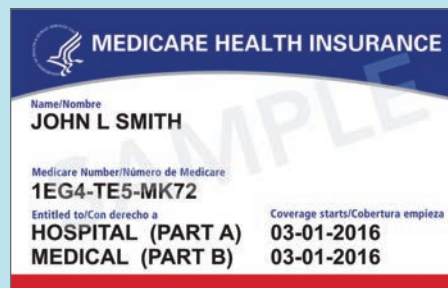 MEDICARE HEALTH INSURANCE
SAMPLE
Name/Nombre
JOHN L SMITH
Medicare Number/Número de Medicare
1EG4-TE5-MK72
Entitled to/Con derecho a Coverage starts/Cobertura empieza
HOSPITAL (PART A) 03-01-2016
MEDICAL (PART B) 03-01-2016